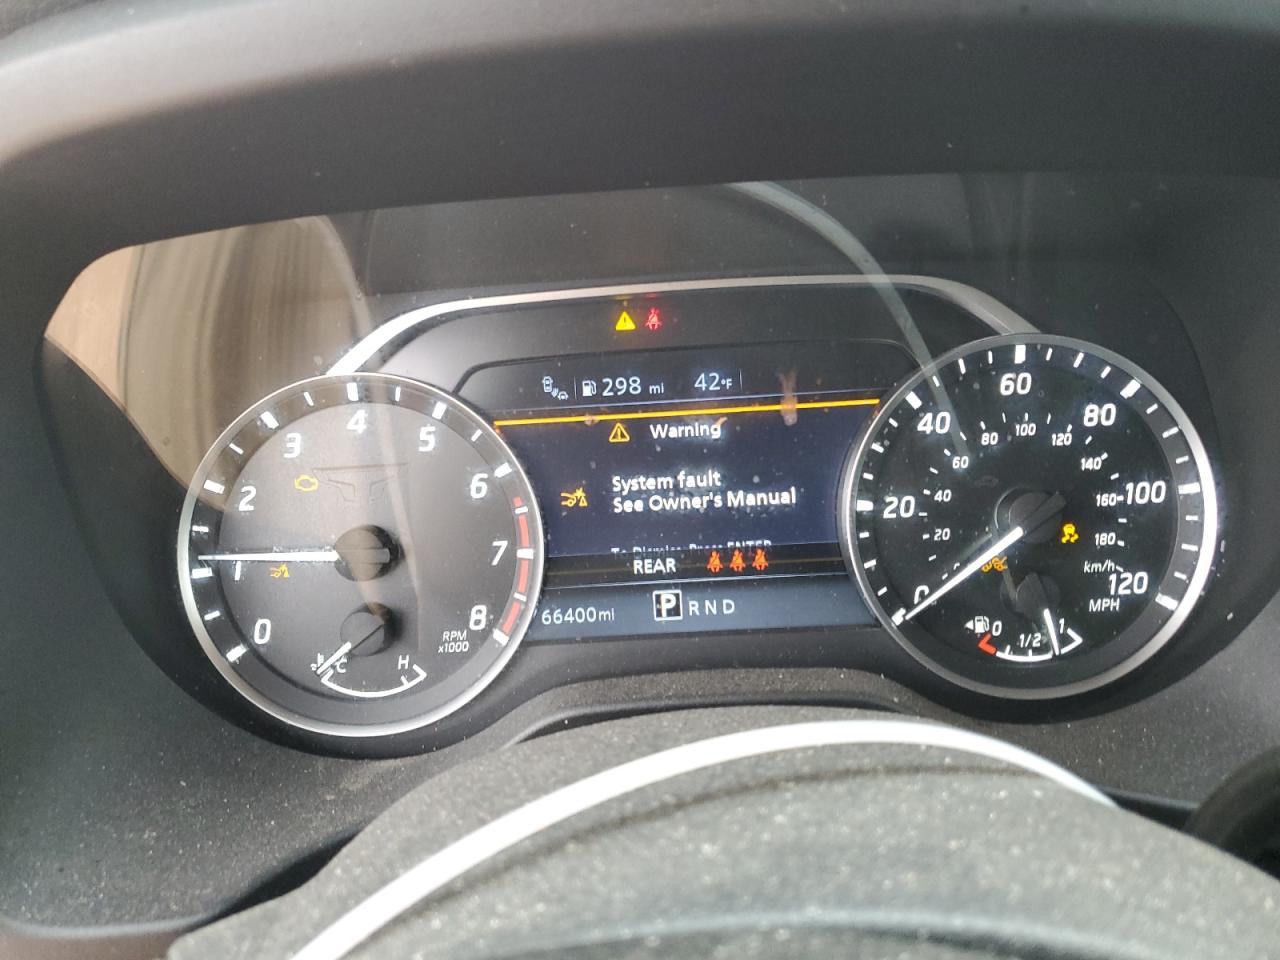 298 mi 42°F
Warning
System fault
See Owner's Manual
REAR
66400mi P R N D
0 1 2 3 4 5 6 7 8
RPM
x1000
C H
0 20 40 60 80 100 120
MPH
20 40 60 80 100 120 140 160 180
km/h
0 1/2 1